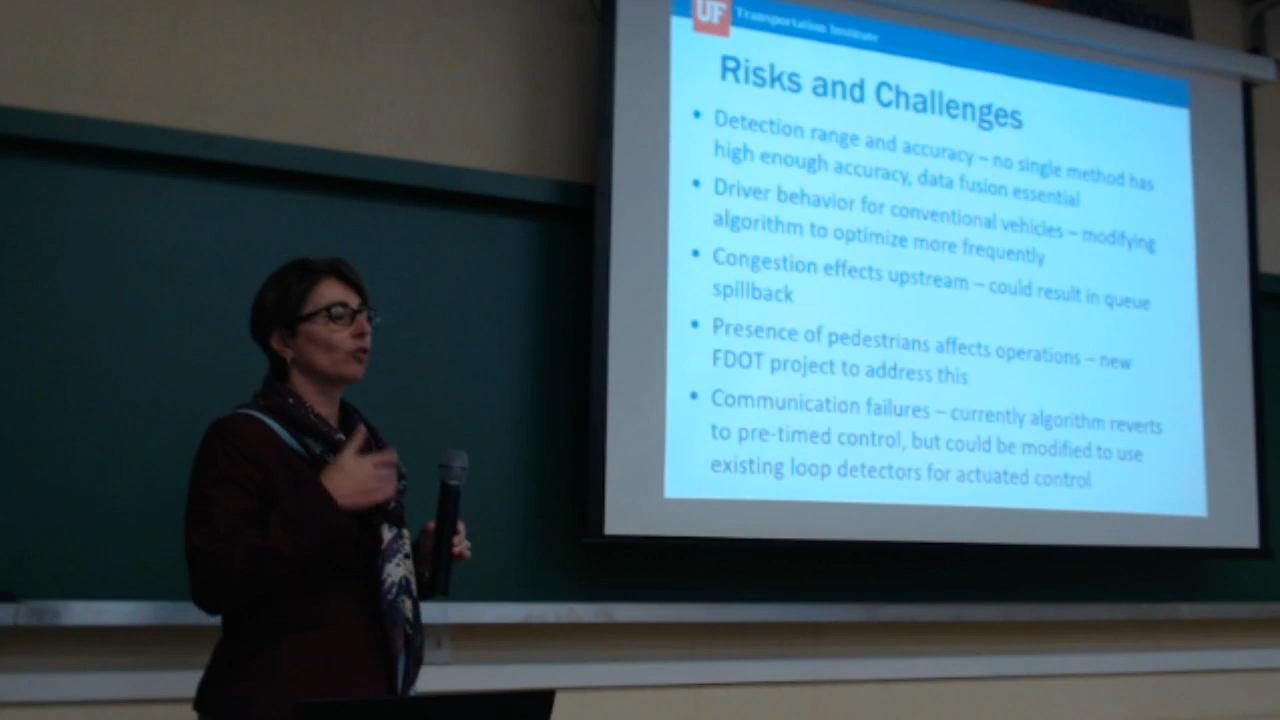 UF Transportation Institute
Risks and Challenges
• Detection range and accuracy – no single method has
high enough accuracy, data fusion essential
• Driver behavior for conventional vehicles – modifying
algorithm to optimize more frequently
• Congestion effects upstream – could result in queue
spillback
• Presence of pedestrians affects operations – new
FDOT project to address this
• Communication failures – currently algorithm reverts
to pre-timed control, but could be modified to use
existing loop detectors for actuated control